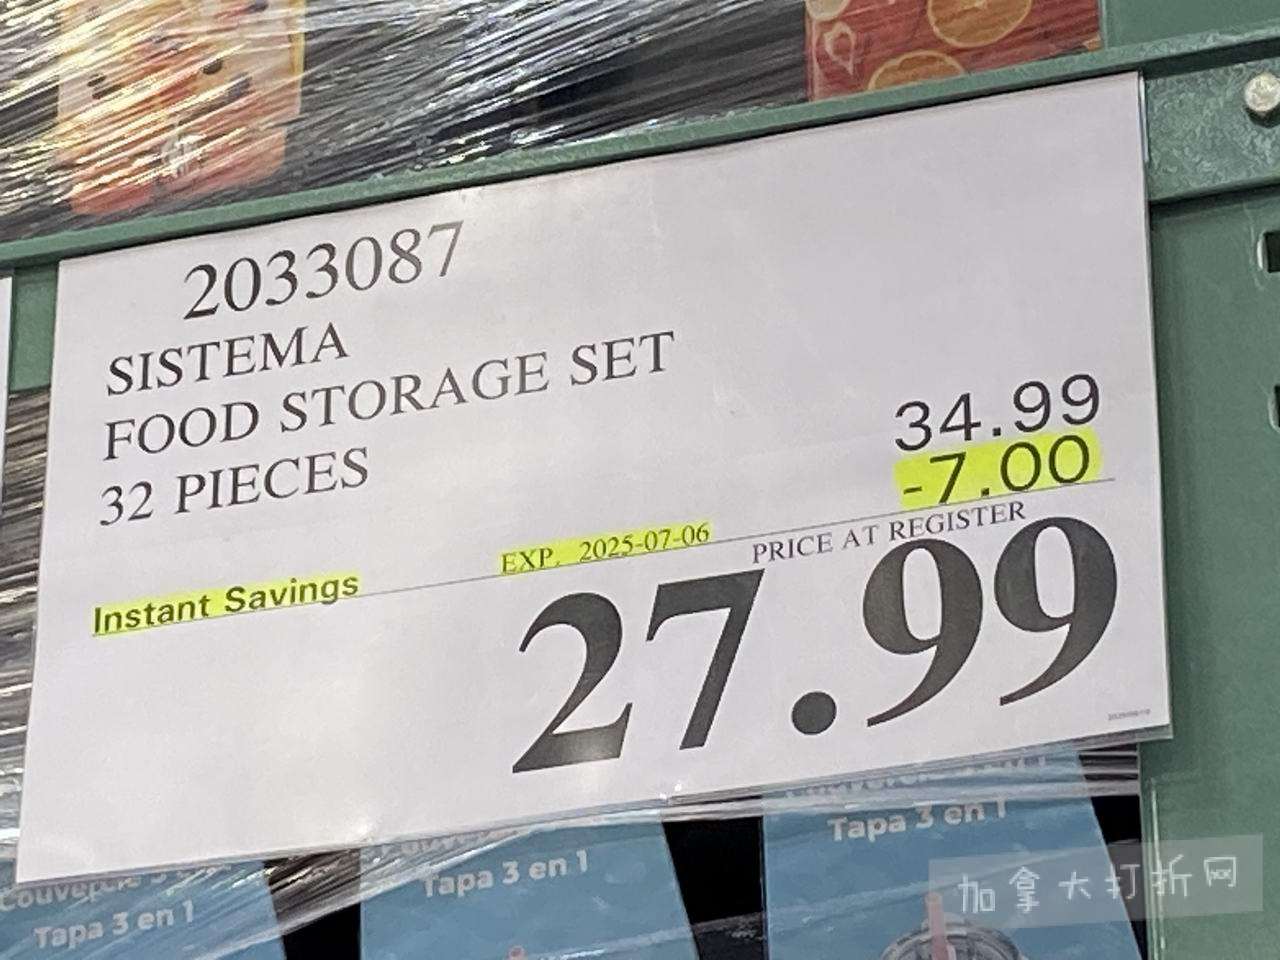 2033087
SISTEMA
FOOD STORAGE SET
32 PIECES
34.99
-7.00
Instant Savings
EXP. 2025-07-06
PRICE AT REGISTER
27.99
Tapa 3 en 1
Tapa 3 en 1
Tapa 3 en 1
加拿大打折网